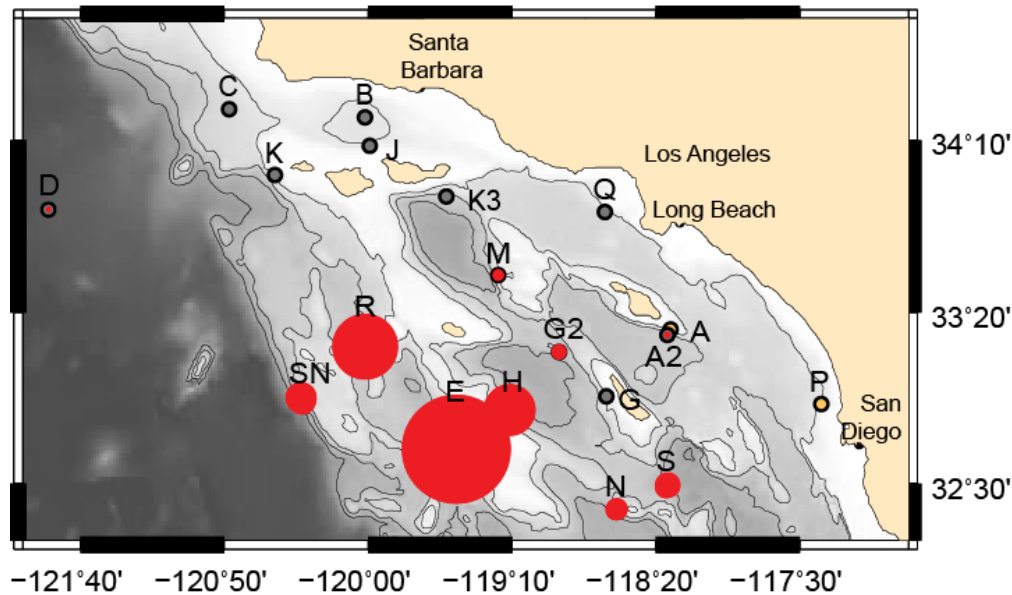 Santa
Barbara
C
B
J
K
Los Angeles
D
K3
Q
Long Beach
M
R
G2
A
A2
SN
E
H
G
P
San
Diego
S
N
34°10'
33°20'
32°30'
−121°40'
−120°50'
−120°00'
−119°10'
−118°20'
−117°30'